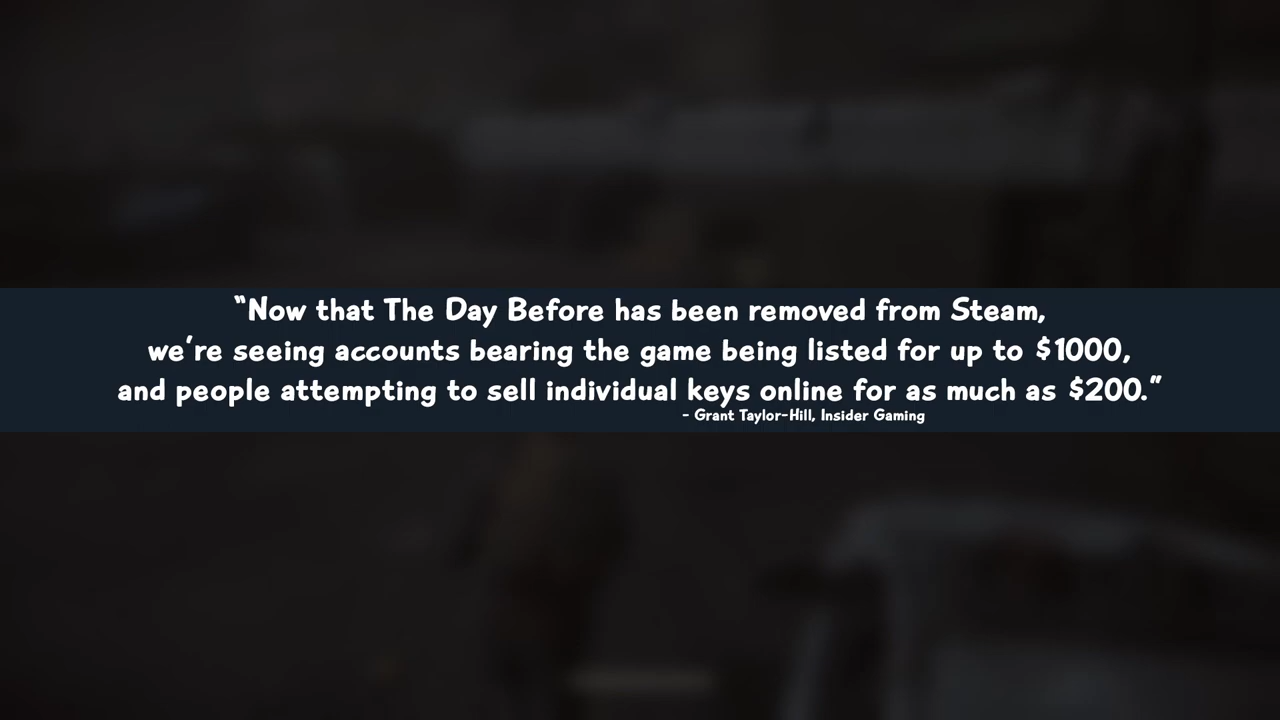 “Now that The Day Before has been removed from Steam,
we're seeing accounts bearing the game being listed for up to $1000,
and people attempting to sell individual keys online for as much as $200.”
- Grant Taylor-Hill, Insider Gaming